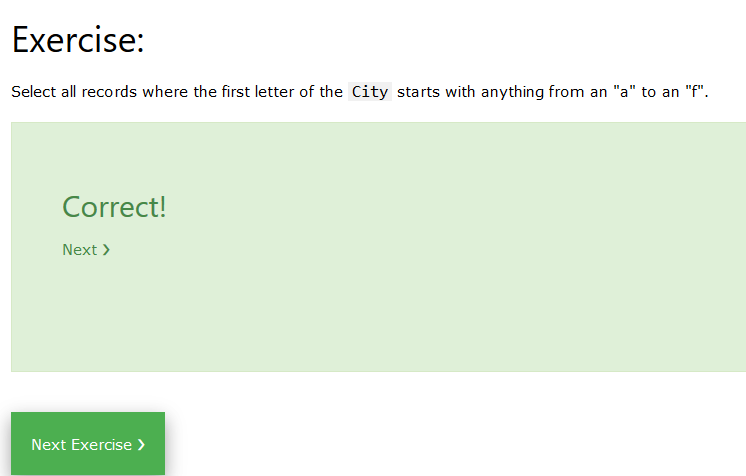 Exercise:
Select all records where the first letter of the City starts with anything from an "a" to an "f".
Correct!
Next ❯
Next Exercise ❯